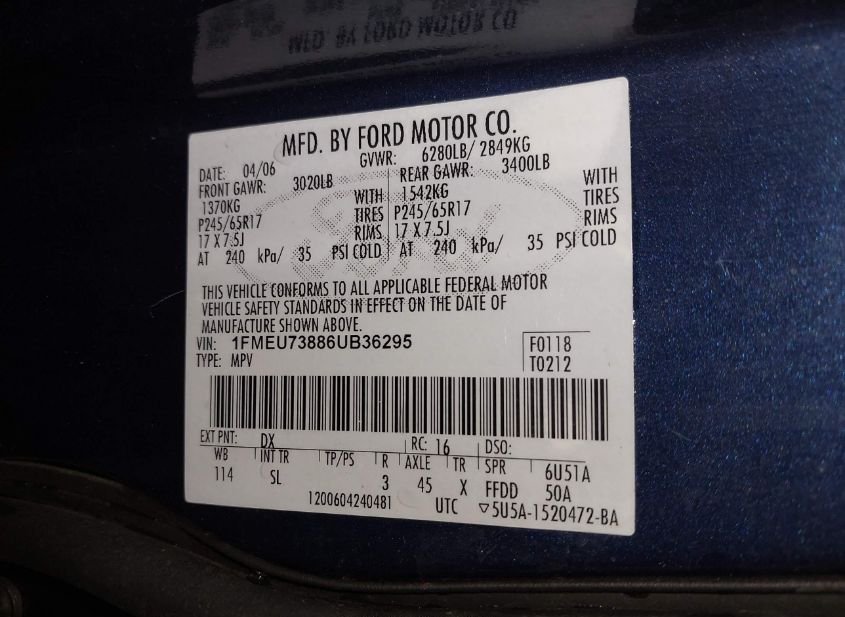 MFD. BY FORD MOTOR CO.
DATE: 04/06 GVWR: 6280LB/ 2849KG
FRONT GAWR: 3020LB REAR GAWR: 3400LB
1370KG WITH 1542KG WITH
P245/65R17 TIRES P245/65R17 TIRES
17 X 7.5J RIMS 17 X 7.5J RIMS
AT 240 kPa/ 35 PSI COLD AT 240 kPa/ 35 PSI COLD
THIS VEHICLE CONFORMS TO ALL APPLICABLE FEDERAL MOTOR
VEHICLE SAFETY STANDARDS IN EFFECT ON THE DATE OF
MANUFACTURE SHOWN ABOVE.
VIN: 1FMEU73886UB36295 F0118
TYPE: MPV T0212
EXT PNT: DX RC: 16 DSO:
WB INT TR TP/PS R AXLE TR SPR 6U51A
114 SL 3 45 X FFDD 50A
1200604240481 UTC ▽5U5A-1520472-BA